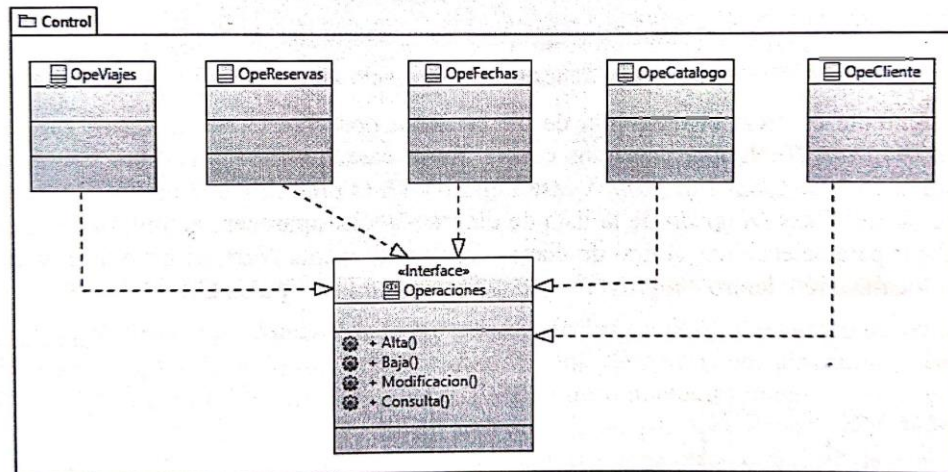 Control
OpeViajes
OpeReservas
OpeFechas
OpeCatalogo
OpeCliente
«Interface»
Operaciones
+ Alta()
+ Baja()
+ Modificacion()
+ Consulta()